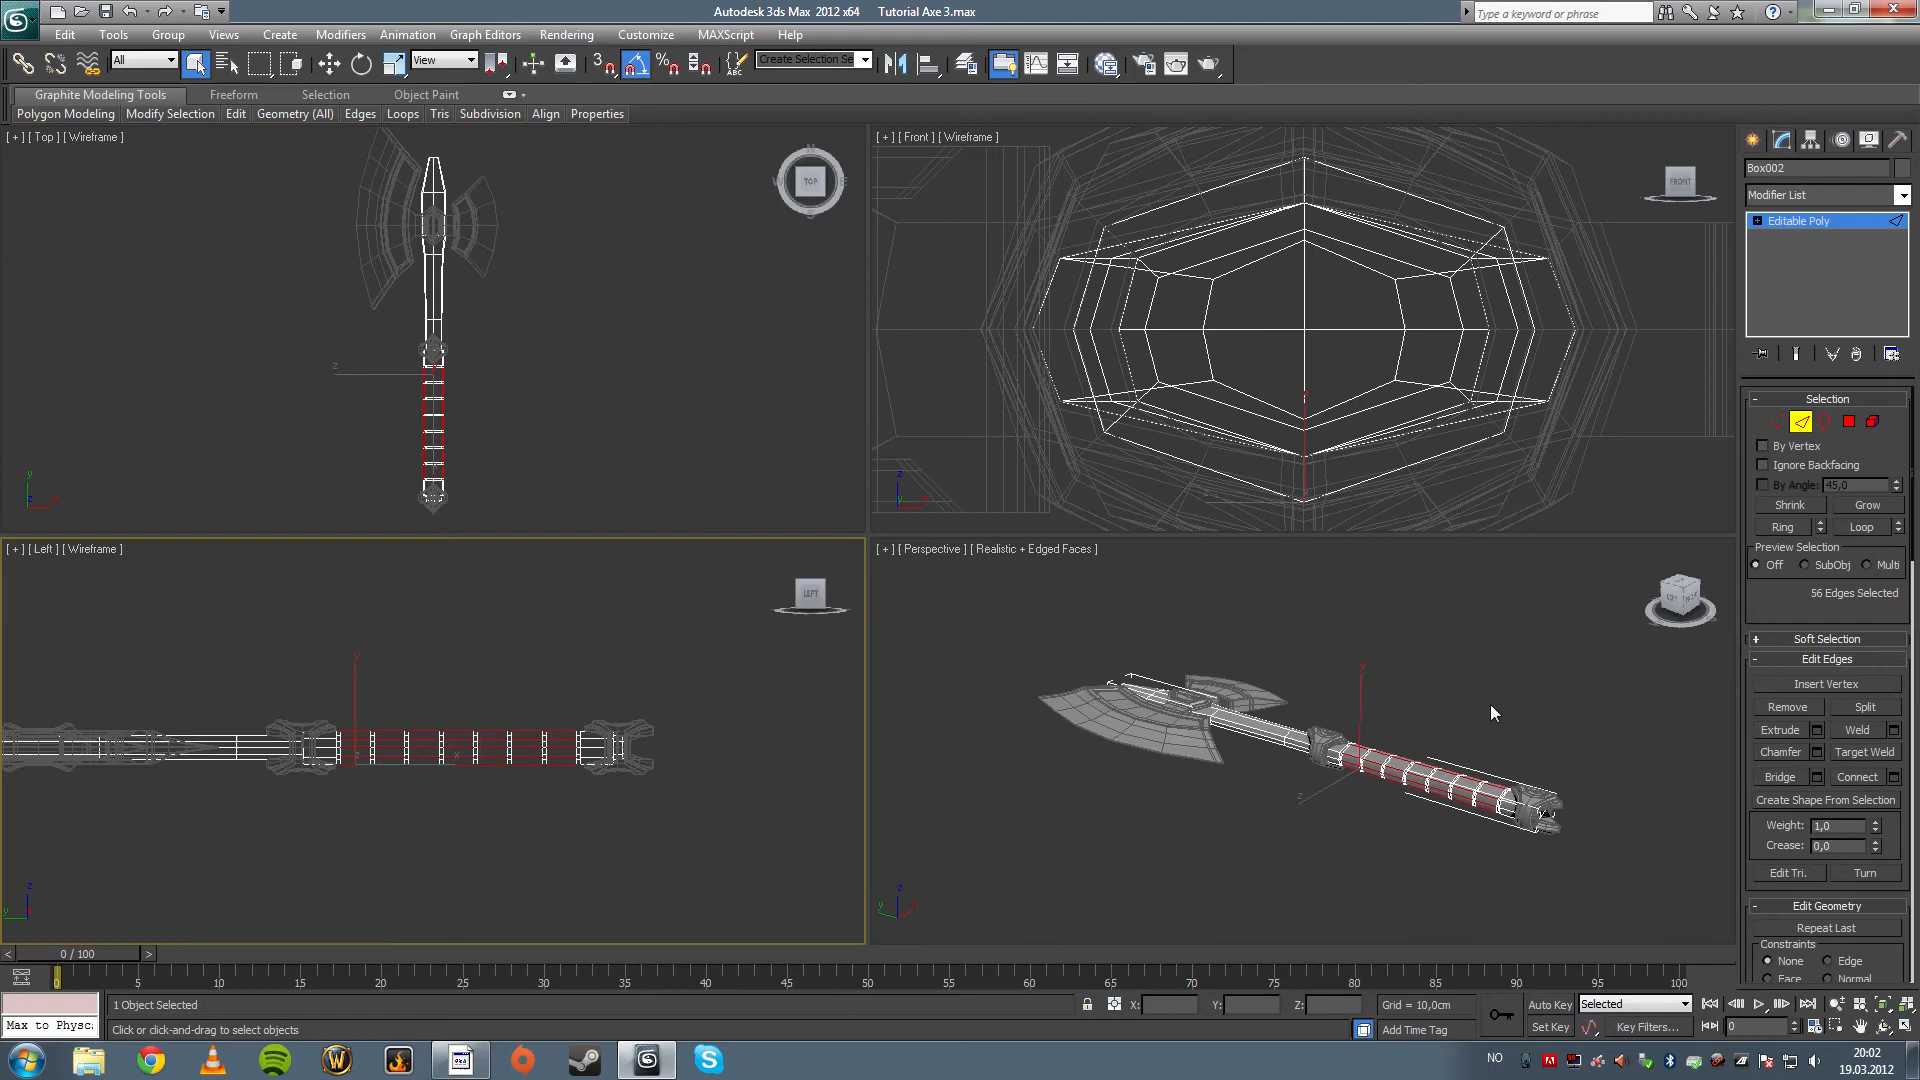 Autodesk 3ds Max 2012 x64 Tutorial Axe 3.max
Type a keyword or phrase
Edit Tools Group Views Create Modifiers Animation Graph Editors Rendering Customize MAXScript Help
All View 3 Create Selection Se
Graphite Modeling Tools Freeform Selection Object Paint
Polygon Modeling Modify Selection Edit Geometry (All) Edges Loops Tris Subdivision Align Properties
[ + ] [ Top ] [ Wireframe ]
TOP
z
y
z
[ + ] [ Front ] [ Wireframe ]
FRONT
z
y
[ + ] [ Left ] [ Wireframe ]
LEFT
y
x
z
y
[ + ] [ Perspective ] [ Realistic + Edged Faces ]
y
z
z
y
x
Box002
Modifier List
Editable Poly
Selection
By Vertex
Ignore Backfacing
By Angle: 45,0
Shrink Grow
Ring Loop
Preview Selection
Off SubObj Multi
56 Edges Selected
Soft Selection
Edit Edges
Insert Vertex
Remove Split
Extrude Weld
Chamfer Target Weld
Bridge Connect
Create Shape From Selection
Weight: 1,0
Crease: 0,0
Edit Tri. Turn
Edit Geometry
Repeat Last
Constraints
None Edge
Face Normal
< 0 / 100 >
0 5 10 15 20 25 30 35 40 45 50 55 60 65 70 75 80 85 90 95 100
1 Object Selected X: Y: Z: Grid = 10,0cm Auto Key Selected
Max to Physc:
Click or click-and-drag to select objects Add Time Tag Set Key Key Filters... 0
NO
20:02
19.03.2012